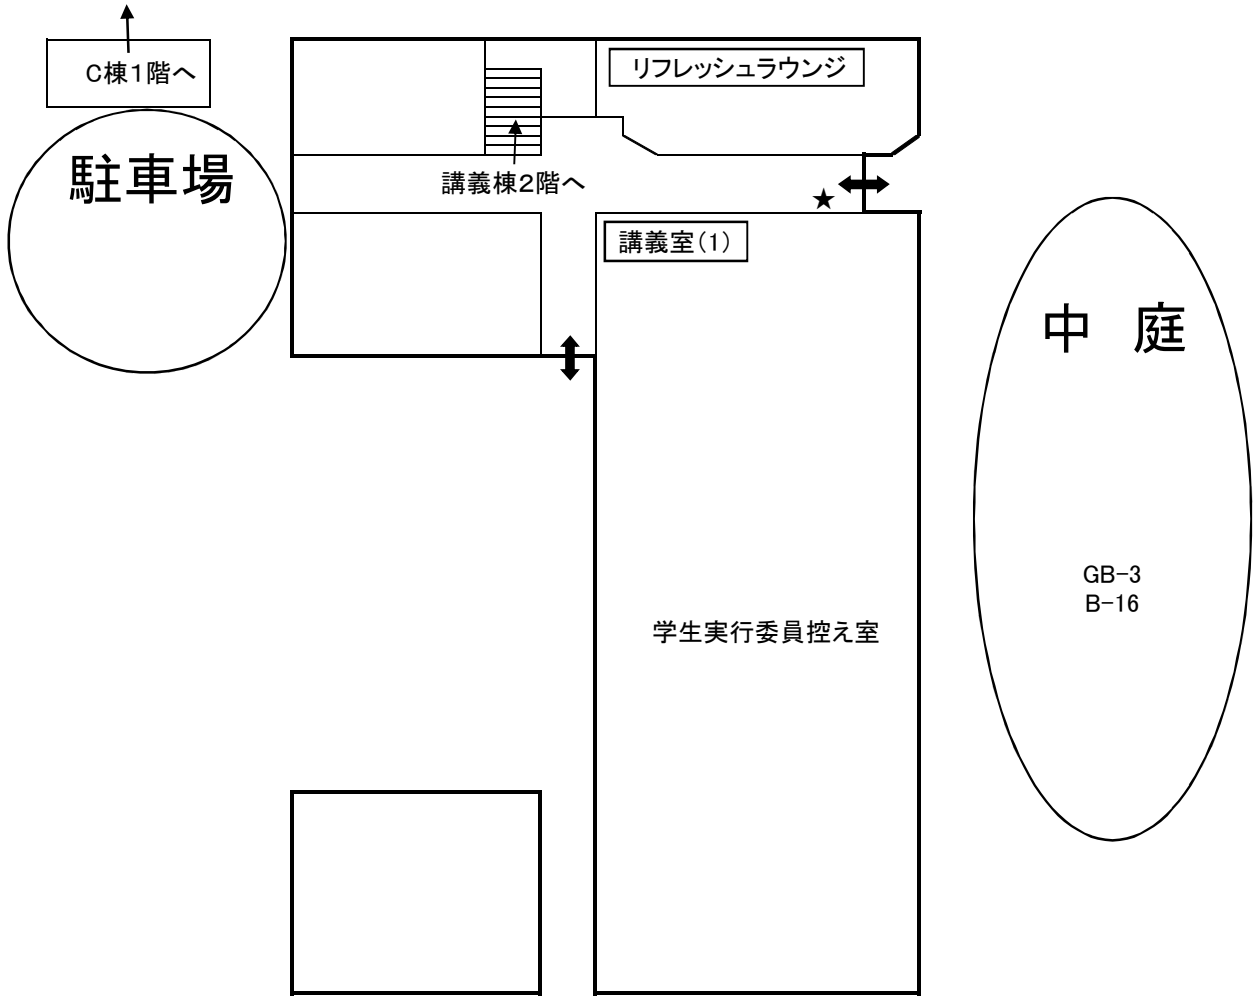 C棟1階へ
リフレッシュラウンジ
駐車場
講義棟2階へ
★
講義室(1)
中 庭
GB-3
B-16
学生実行委員控え室